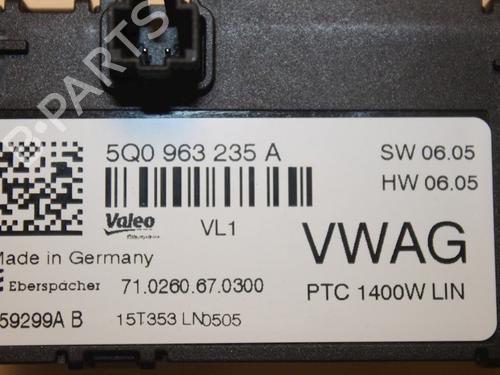 5Q0 963 235 A
SW 06.05
HW 06.05
Valeo
VL1
VWAG
Made in Germany
Eberspächer
71.0260.67.0300
PTC 1400W LIN
59299A B
15T353 LN0505
B-PARTS